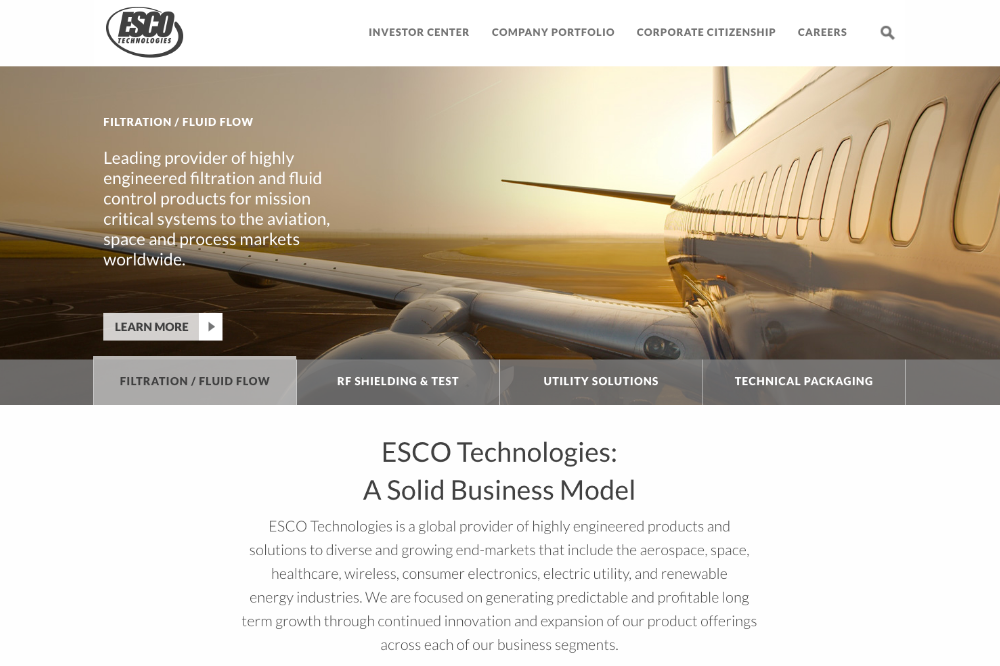 ESCO
TECHNOLOGIES
INVESTOR CENTER
COMPANY PORTFOLIO
CORPORATE CITIZENSHIP
CAREERS
FILTRATION / FLUID FLOW
Leading provider of highly
engineered filtration and fluid
control products for mission
critical systems to the aviation,
space and process markets
worldwide.
LEARN MORE
FILTRATION / FLUID FLOW
RF SHIELDING & TEST
UTILITY SOLUTIONS
TECHNICAL PACKAGING
ESCO Technologies:
A Solid Business Model
ESCO Technologies is a global provider of highly engineered products and
solutions to diverse and growing end-markets that include the aerospace, space,
healthcare, wireless, consumer electronics, electric utility, and renewable
energy industries. We are focused on generating predictable and profitable long
term growth through continued innovation and expansion of our product offerings
across each of our business segments.